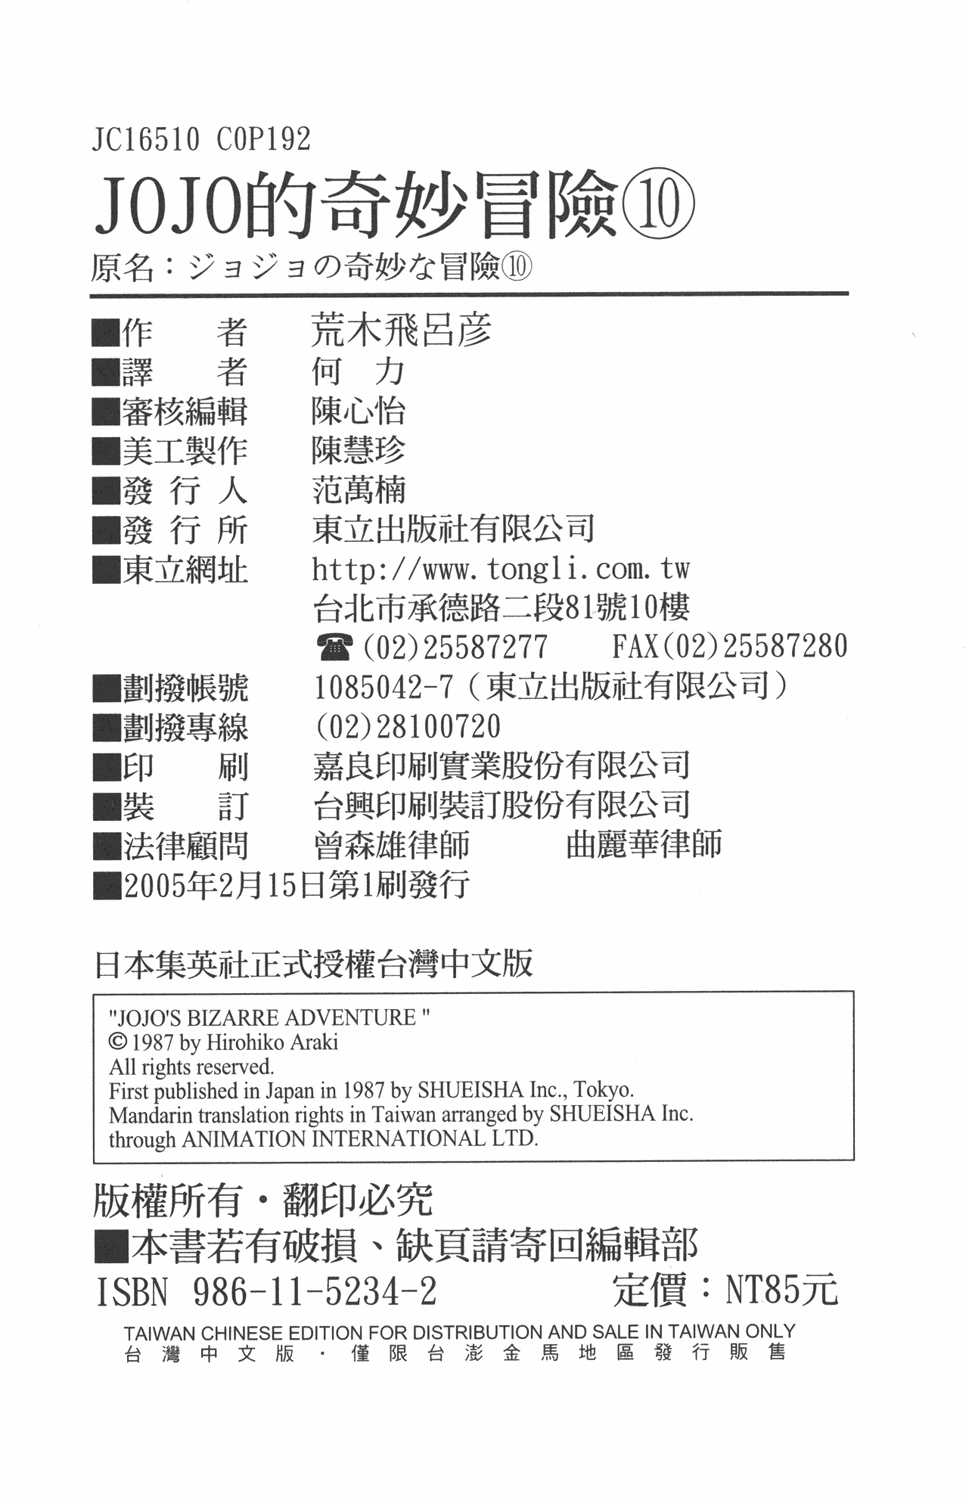 JC16510 COP192
JOJO的奇妙冒險⑩
原名：ジョジョの奇妙な冒險⑩
■作　　者　荒木飛呂彦
■譯　　者　何　力
■審核編輯　陳心怡
■美工製作　陳慧珍
■發 行 人　范萬楠
■發 行 所　東立出版社有限公司
■東立網址　http://www.tongli.com.tw
台北市承德路二段81號10樓
☎(02)25587277　FAX(02)25587280
■劃撥帳號　1085042-7（東立出版社有限公司）
■劃撥專線　(02)28100720
■印　　刷　嘉良印刷實業股份有限公司
■裝　　訂　台興印刷裝訂股份有限公司
■法律顧問　曾森雄律師　曲麗華律師
■2005年2月15日第1刷發行
日本集英社正式授權台灣中文版
"JOJO'S BIZARRE ADVENTURE "
© 1987 by Hirohiko Araki
All rights reserved.
First published in Japan in 1987 by SHUEISHA Inc., Tokyo.
Mandarin translation rights in Taiwan arranged by SHUEISHA Inc.
through ANIMATION INTERNATIONAL LTD.
版權所有・翻印必究
■本書若有破損、缺頁請寄回編輯部
ISBN 986-11-5234-2　定價：NT85元
TAIWAN CHINESE EDITION FOR DISTRIBUTION AND SALE IN TAIWAN ONLY
台灣中文版・僅限台澎金馬地區發行販售